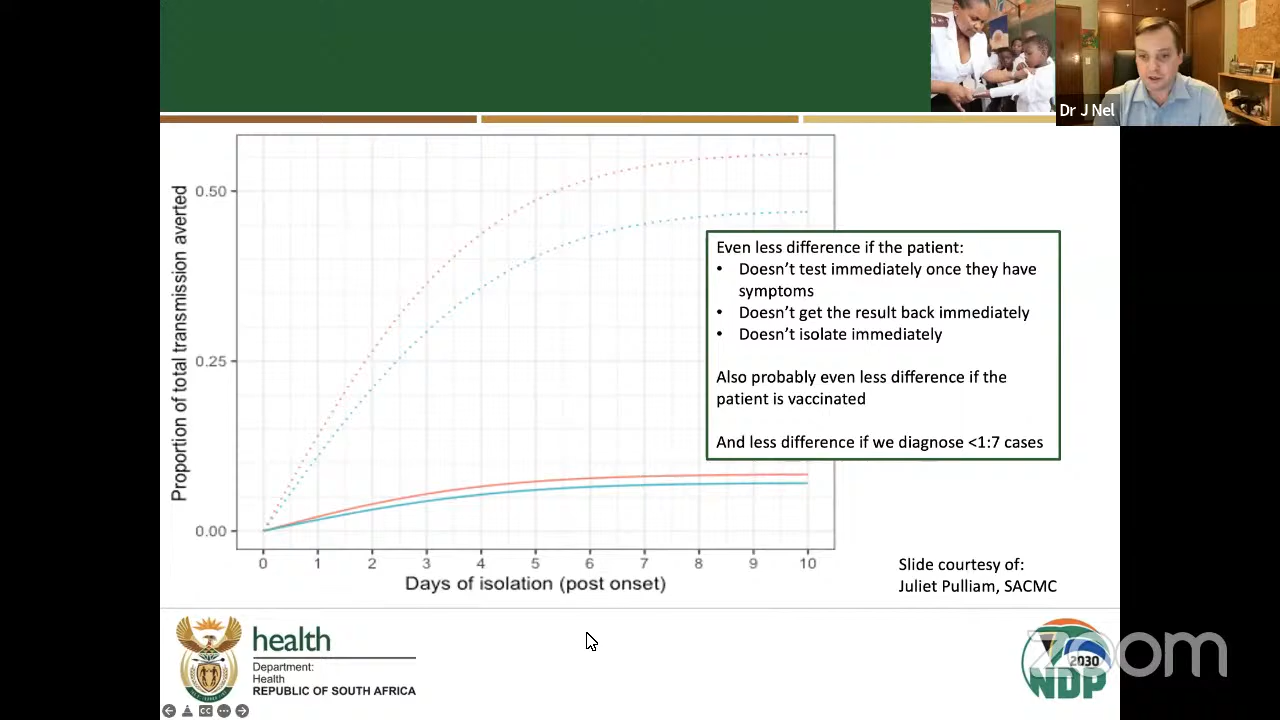 Dr J Nel
Proportion of total transmission averted
0.50
0.25
0.00
0 1 2 3 4 5 6 7 8 9 10
Days of isolation (post onset)
Even less difference if the patient:
• Doesn't test immediately once they have
symptoms
• Doesn't get the result back immediately
• Doesn't isolate immediately
Also probably even less difference if the
patient is vaccinated
And less difference if we diagnose <1:7 cases
Slide courtesy of:
Juliet Pulliam, SACMC
health
Department:
Health
REPUBLIC OF SOUTH AFRICA
2030
NDP
zoom